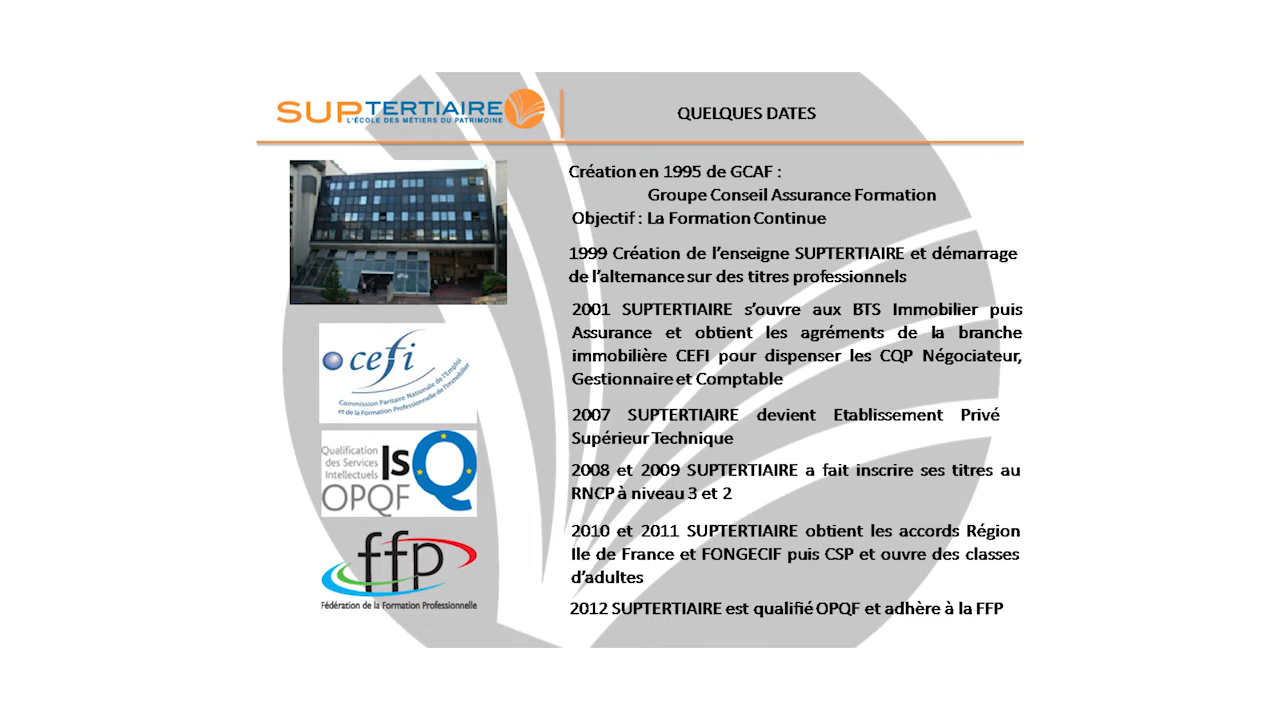 SUPTERTIAIRE
L'ÉCOLE DES MÉTIERS DU PATRIMOINE
QUELQUES DATES
Création en 1995 de GCAF :
Groupe Conseil Assurance Formation
Objectif : La Formation Continue
1999 Création de l'enseigne SUPTERTIAIRE et démarrage
de l'alternance sur des titres professionnels
2001 SUPTERTIAIRE s'ouvre aux BTS Immobilier puis
Assurance et obtient les agréments de la branche
immobilière CEFI pour dispenser les CQP Négociateur,
Gestionnaire et Comptable
2007 SUPTERTIAIRE devient Etablissement Privé
Supérieur Technique
2008 et 2009 SUPTERTIAIRE a fait inscrire ses titres au
RNCP à niveau 3 et 2
2010 et 2011 SUPTERTIAIRE obtient les accords Région
Ile de France et FONGECIF puis CSP et ouvre des classes
d'adultes
2012 SUPTERTIAIRE est qualifié OPQF et adhère à la FFP
cefi
Commission Paritaire Nationale de l'Emploi
et de la Formation Professionnelle de l'Immobilier
Qualification
des Services
Intellectuels
IsQ
OPQF
ffp
Fédération de la Formation Professionnelle